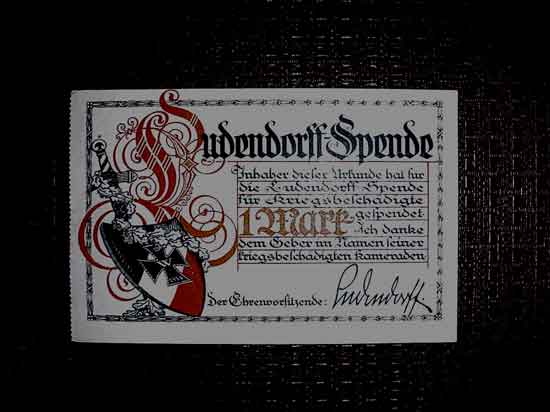 Ludendorff-Spende
Inhaber dieser Urkunde hat für
die Ludendorff Spende
für Kriegsbeschädigte
1 Mark gespendet
Ich danke
dem Geber im Namen seiner
kriegsbeschädigten Kameraden
Der Ehrenvorsitzende: Ludendorff